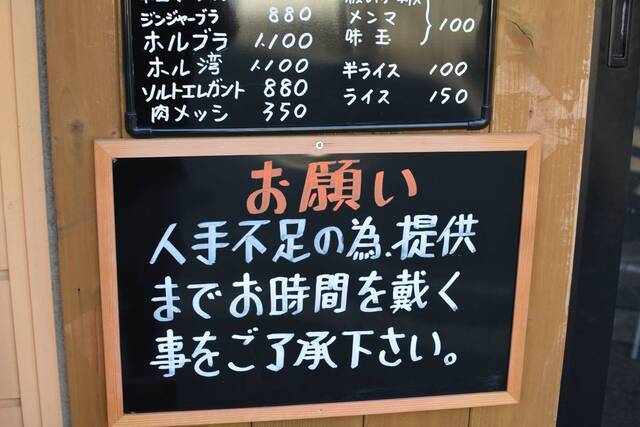 ジンジャーブラ 880
ホルブラ 1.100
ホル湾 1.100
ソルトエレガント 880
肉メッシ 350
メンマ
味玉
100
半ライス 100
ライス 150
お願い
人手不足の為、提供
までお時間を戴く
事をご了承下さい。